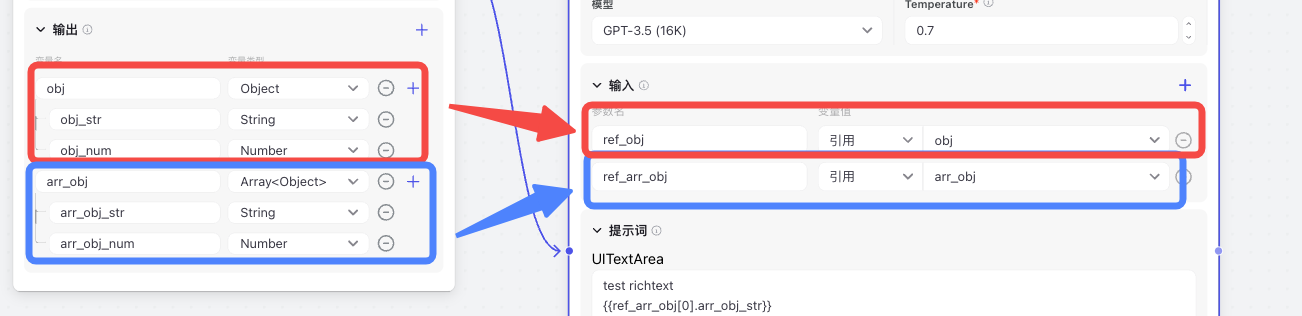 输出
变量名 变量类型
obj Object
obj_str String
obj_num Number
arr_obj Array<Object>
arr_obj_str String
arr_obj_num Number
模型 Temperature*
GPT-3.5 (16K) 0.7
输入
参数名 变量值
ref_obj 引用 obj
ref_arr_obj 引用 arr_obj
提示词
UITextArea
test richtext
{{ref_arr_obj[0].arr_obj_str}}